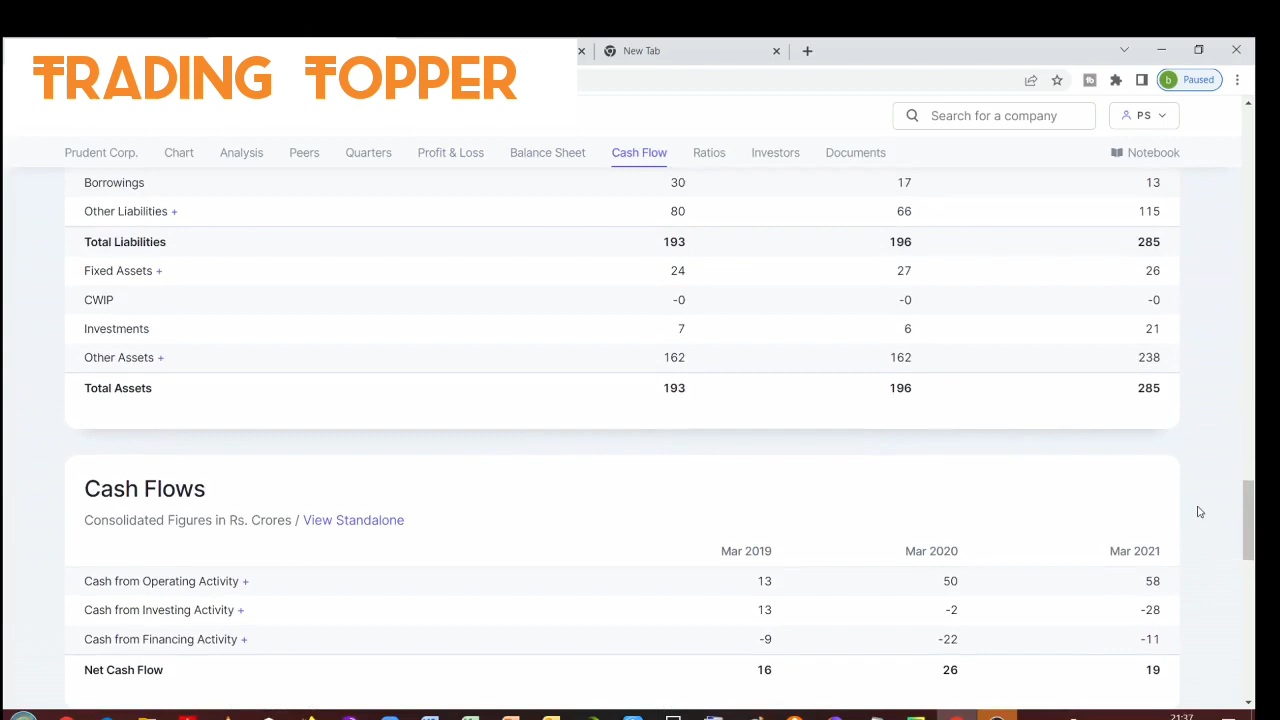 TRADING TOPPER
New Tab
b Paused
Search for a company
PS
Prudent Corp. Chart Analysis Peers Quarters Profit & Loss Balance Sheet Cash Flow Ratios Investors Documents Notebook
Borrowings 30 17 13
Other Liabilities + 80 66 115
Total Liabilities 193 196 285
Fixed Assets + 24 27 26
CWIP -0 -0 -0
Investments 7 6 21
Other Assets + 162 162 238
Total Assets 193 196 285
Cash Flows
Consolidated Figures in Rs. Crores / View Standalone
Mar 2019 Mar 2020 Mar 2021
Cash from Operating Activity + 13 50 58
Cash from Investing Activity + 13 -2 -28
Cash from Financing Activity + -9 -22 -11
Net Cash Flow 16 26 19
21:37